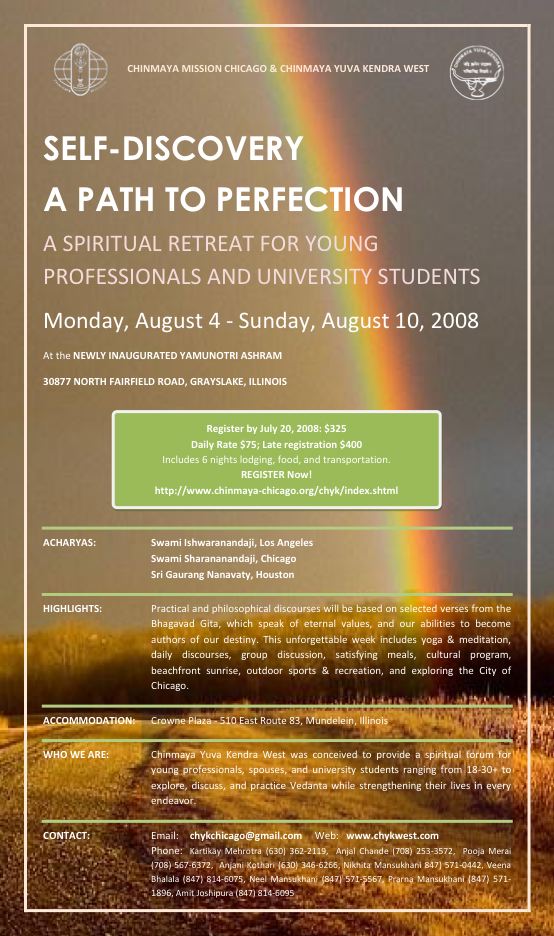 CHINMAYA MISSION CHICAGO & CHINMAYA YUVA KENDRA WEST
SELF-DISCOVERY
A PATH TO PERFECTION
A SPIRITUAL RETREAT FOR YOUNG
PROFESSIONALS AND UNIVERSITY STUDENTS
Monday, August 4 - Sunday, August 10, 2008
At the NEWLY INAUGURATED YAMUNOTRI ASHRAM
30877 NORTH FAIRFIELD ROAD, GRAYSLAKE, ILLINOIS
Register by July 20, 2008: $325
Daily Rate $75; Late registration $400
Includes 6 nights lodging, food, and transportation.
REGISTER Now!
http://www.chinmaya-chicago.org/chyk/index.shtml
ACHARYAS: Swami Ishwaranandaji, Los Angeles
Swami Sharananandaji, Chicago
Sri Gaurang Nanavaty, Houston
HIGHLIGHTS: Practical and philosophical discourses will be based on selected verses from the
Bhagavad Gita, which speak of eternal values, and our abilities to become
authors of our destiny. This unforgettable week includes yoga & meditation,
daily discourses, group discussion, satisfying meals, cultural program,
beachfront sunrise, outdoor sports & recreation, and exploring the City of
Chicago.
ACCOMMODATION: Crowne Plaza - 510 East Route 83, Mundelein, Illinois
WHO WE ARE: Chinmaya Yuva Kendra West was conceived to provide a spiritual forum for
young professionals, spouses, and university students ranging from 18-30+ to
explore, discuss, and practice Vedanta while strengthening their lives in every
endeavor.
CONTACT: Email: chykchicago@gmail.com Web: www.chykwest.com
Phone: Kartikay Mehrotra (630) 362-2119, Anjal Chande (708) 253-3572, Pooja Merai
(708) 567-6372, Anjani Kothari (630) 346-6266, Nikhita Mansukhani 847) 571-0442, Veena
Bhalala (847) 814-6075, Neel Mansukhani (847) 571-5567, Prarna Mansukhani (847) 571-
1896, Amit Joshipura (847) 814-6095